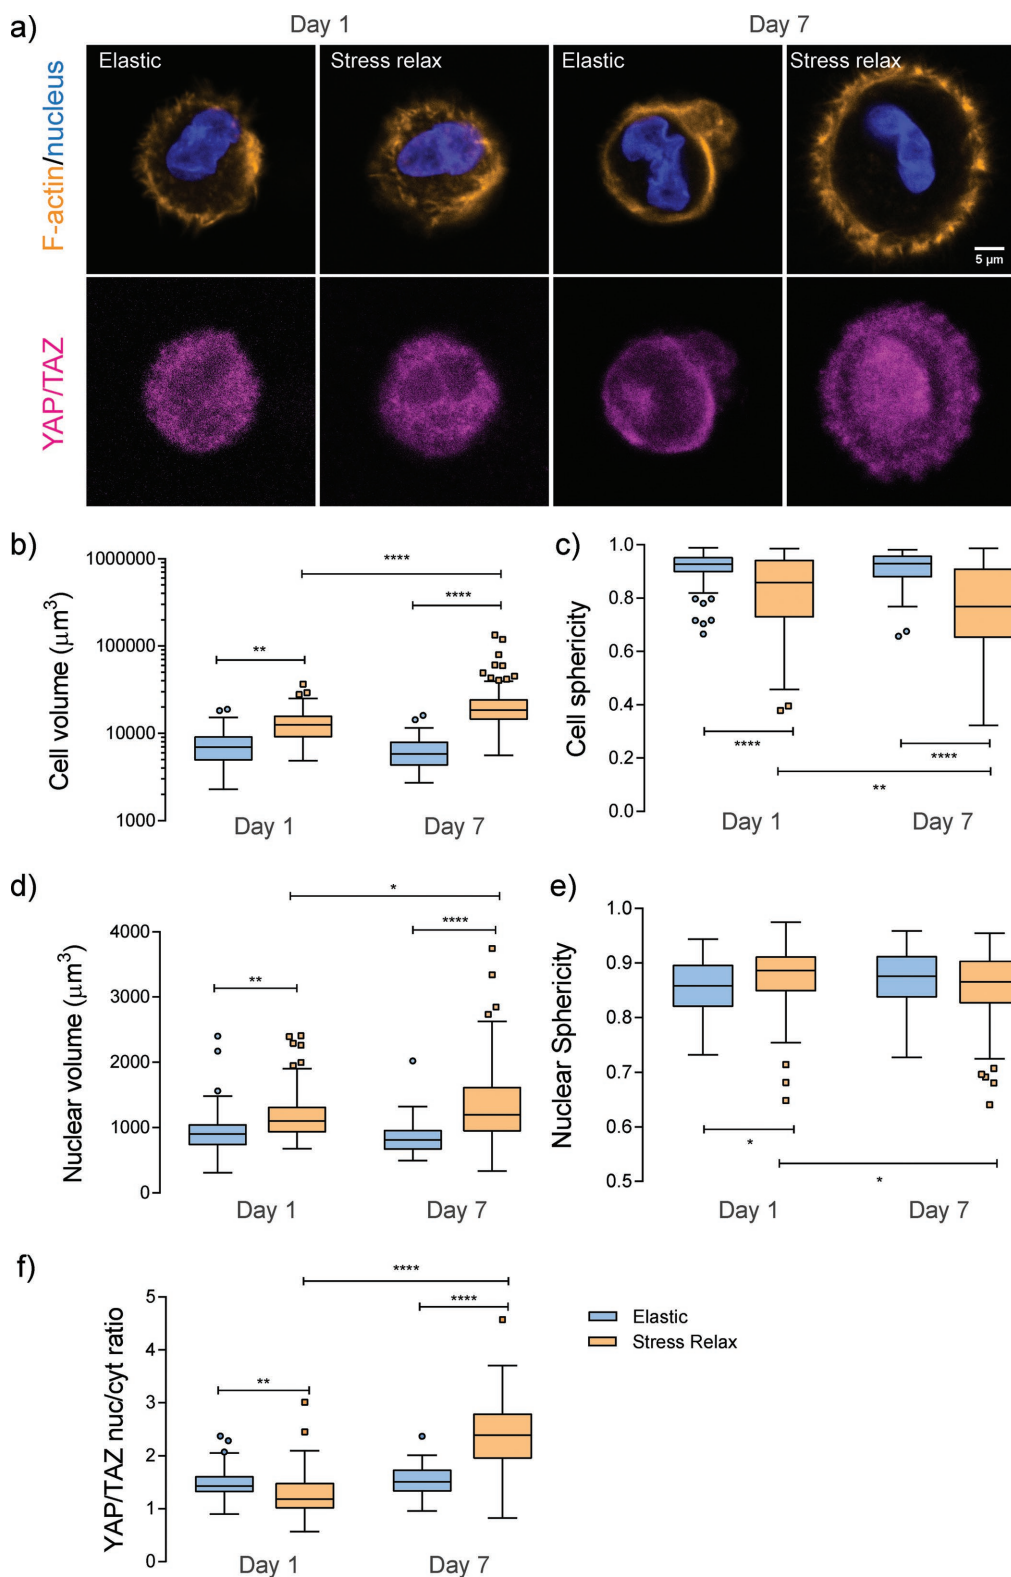 a)
Day 1
Day 7
F-actin/nucleus
Elastic
Stress relax
Elastic
Stress relax
5 µm
YAP/TAZ
b)
Cell volume (µm³)
1000000
100000
10000
1000
****
****
**
Day 1
Day 7
c)
Cell sphericity
1.0
0.8
0.6
0.4
0.2
0.0
****
****
**
Day 1
Day 7
d)
Nuclear volume (µm³)
4000
3000
2000
1000
0
*
****
**
Day 1
Day 7
e)
Nuclear Sphericity
1.0
0.9
0.8
0.7
0.6
0.5
*
*
Day 1
Day 7
f)
YAP/TAZ nuc/cyt ratio
5
4
3
2
1
0
****
****
**
Day 1
Day 7
Elastic
Stress Relax